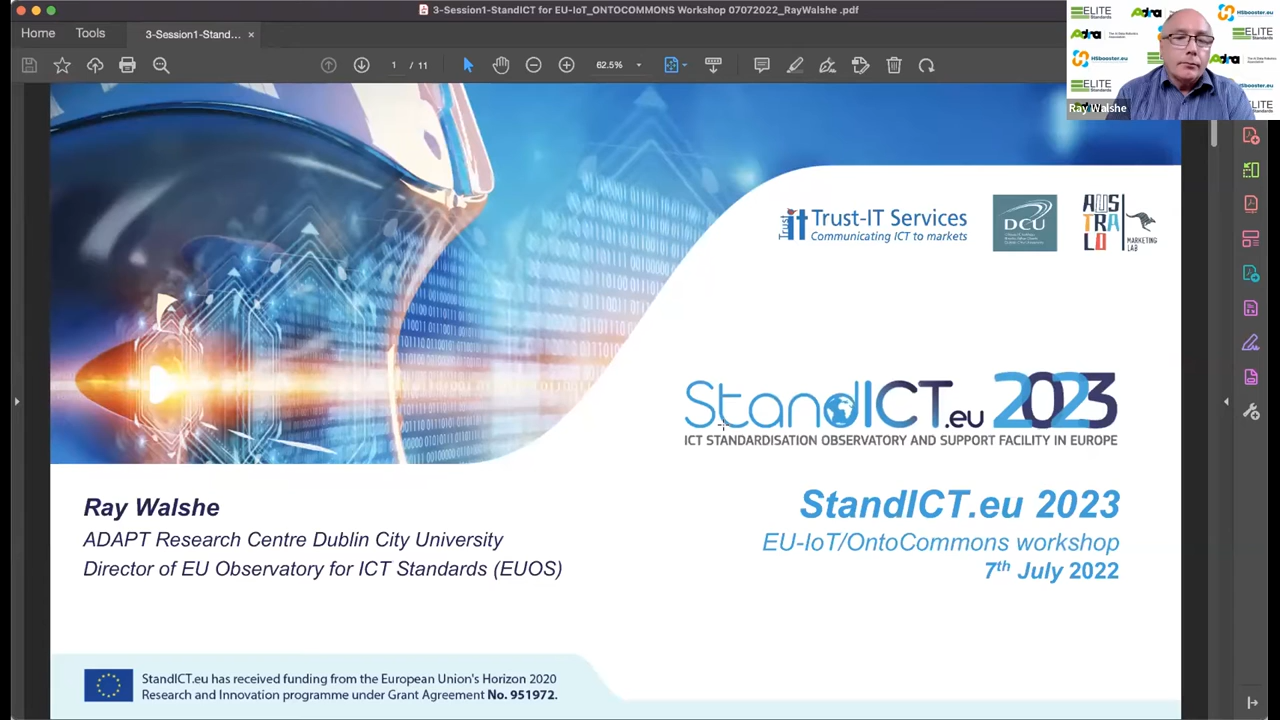 3-Session1-StandICT for EU-IoT_ONTOCOMMONS Workshop 07072022_RayWalshe .pdf
Home
Tools
3-Session1-Stand...
62.5%
ELITE
Standards
Adra
HSbooster.eu
Ray Walshe
Trust-IT Services
Communicating ICT to markets
DCU
AUS
TRA
LO
MARKETING
LAB
StandICT.eu 2023
ICT STANDARDISATION OBSERVATORY AND SUPPORT FACILITY IN EUROPE
Ray Walshe
ADAPT Research Centre Dublin City University
Director of EU Observatory for ICT Standards (EUOS)
StandICT.eu 2023
EU-IoT/OntoCommons workshop
7th July 2022
StandICT.eu has received funding from the European Union's Horizon 2020
Research and Innovation programme under Grant Agreement No. 951972.